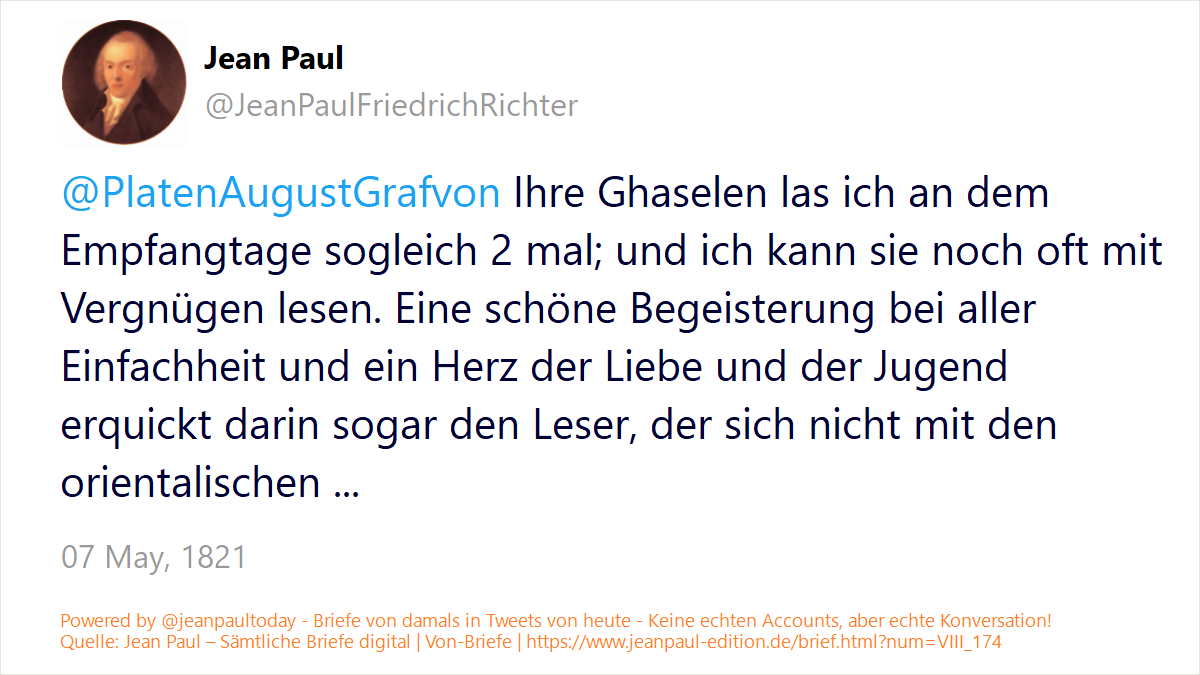 Jean Paul
@JeanPaulFriedrichRichter
@PlatenAugustGrafvon Ihre Ghaselen las ich an dem
Empfangtage sogleich 2 mal; und ich kann sie noch oft mit
Vergnügen lesen. Eine schöne Begeisterung bei aller
Einfachheit und ein Herz der Liebe und der Jugend
erquickt darin sogar den Leser, der sich nicht mit den
orientalischen ...
07 May, 1821
Powered by @jeanpaultoday - Briefe von damals in Tweets von heute - Keine echten Accounts, aber echte Konversation!
Quelle: Jean Paul – Sämtliche Briefe digital | Von-Briefe | https://www.jeanpaul-edition.de/brief.html?num=VIII_174